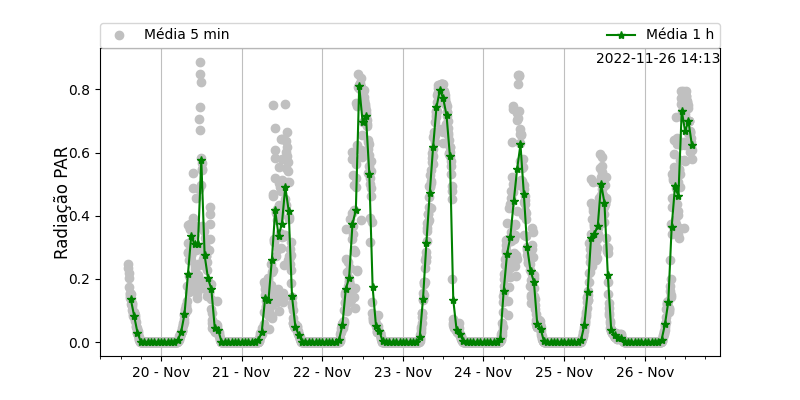 Média 5 min
Média 1 h
2022-11-26 14:13
Radiação PAR
0.8
0.6
0.4
0.2
0.0
20 - Nov
21 - Nov
22 - Nov
23 - Nov
24 - Nov
25 - Nov
26 - Nov